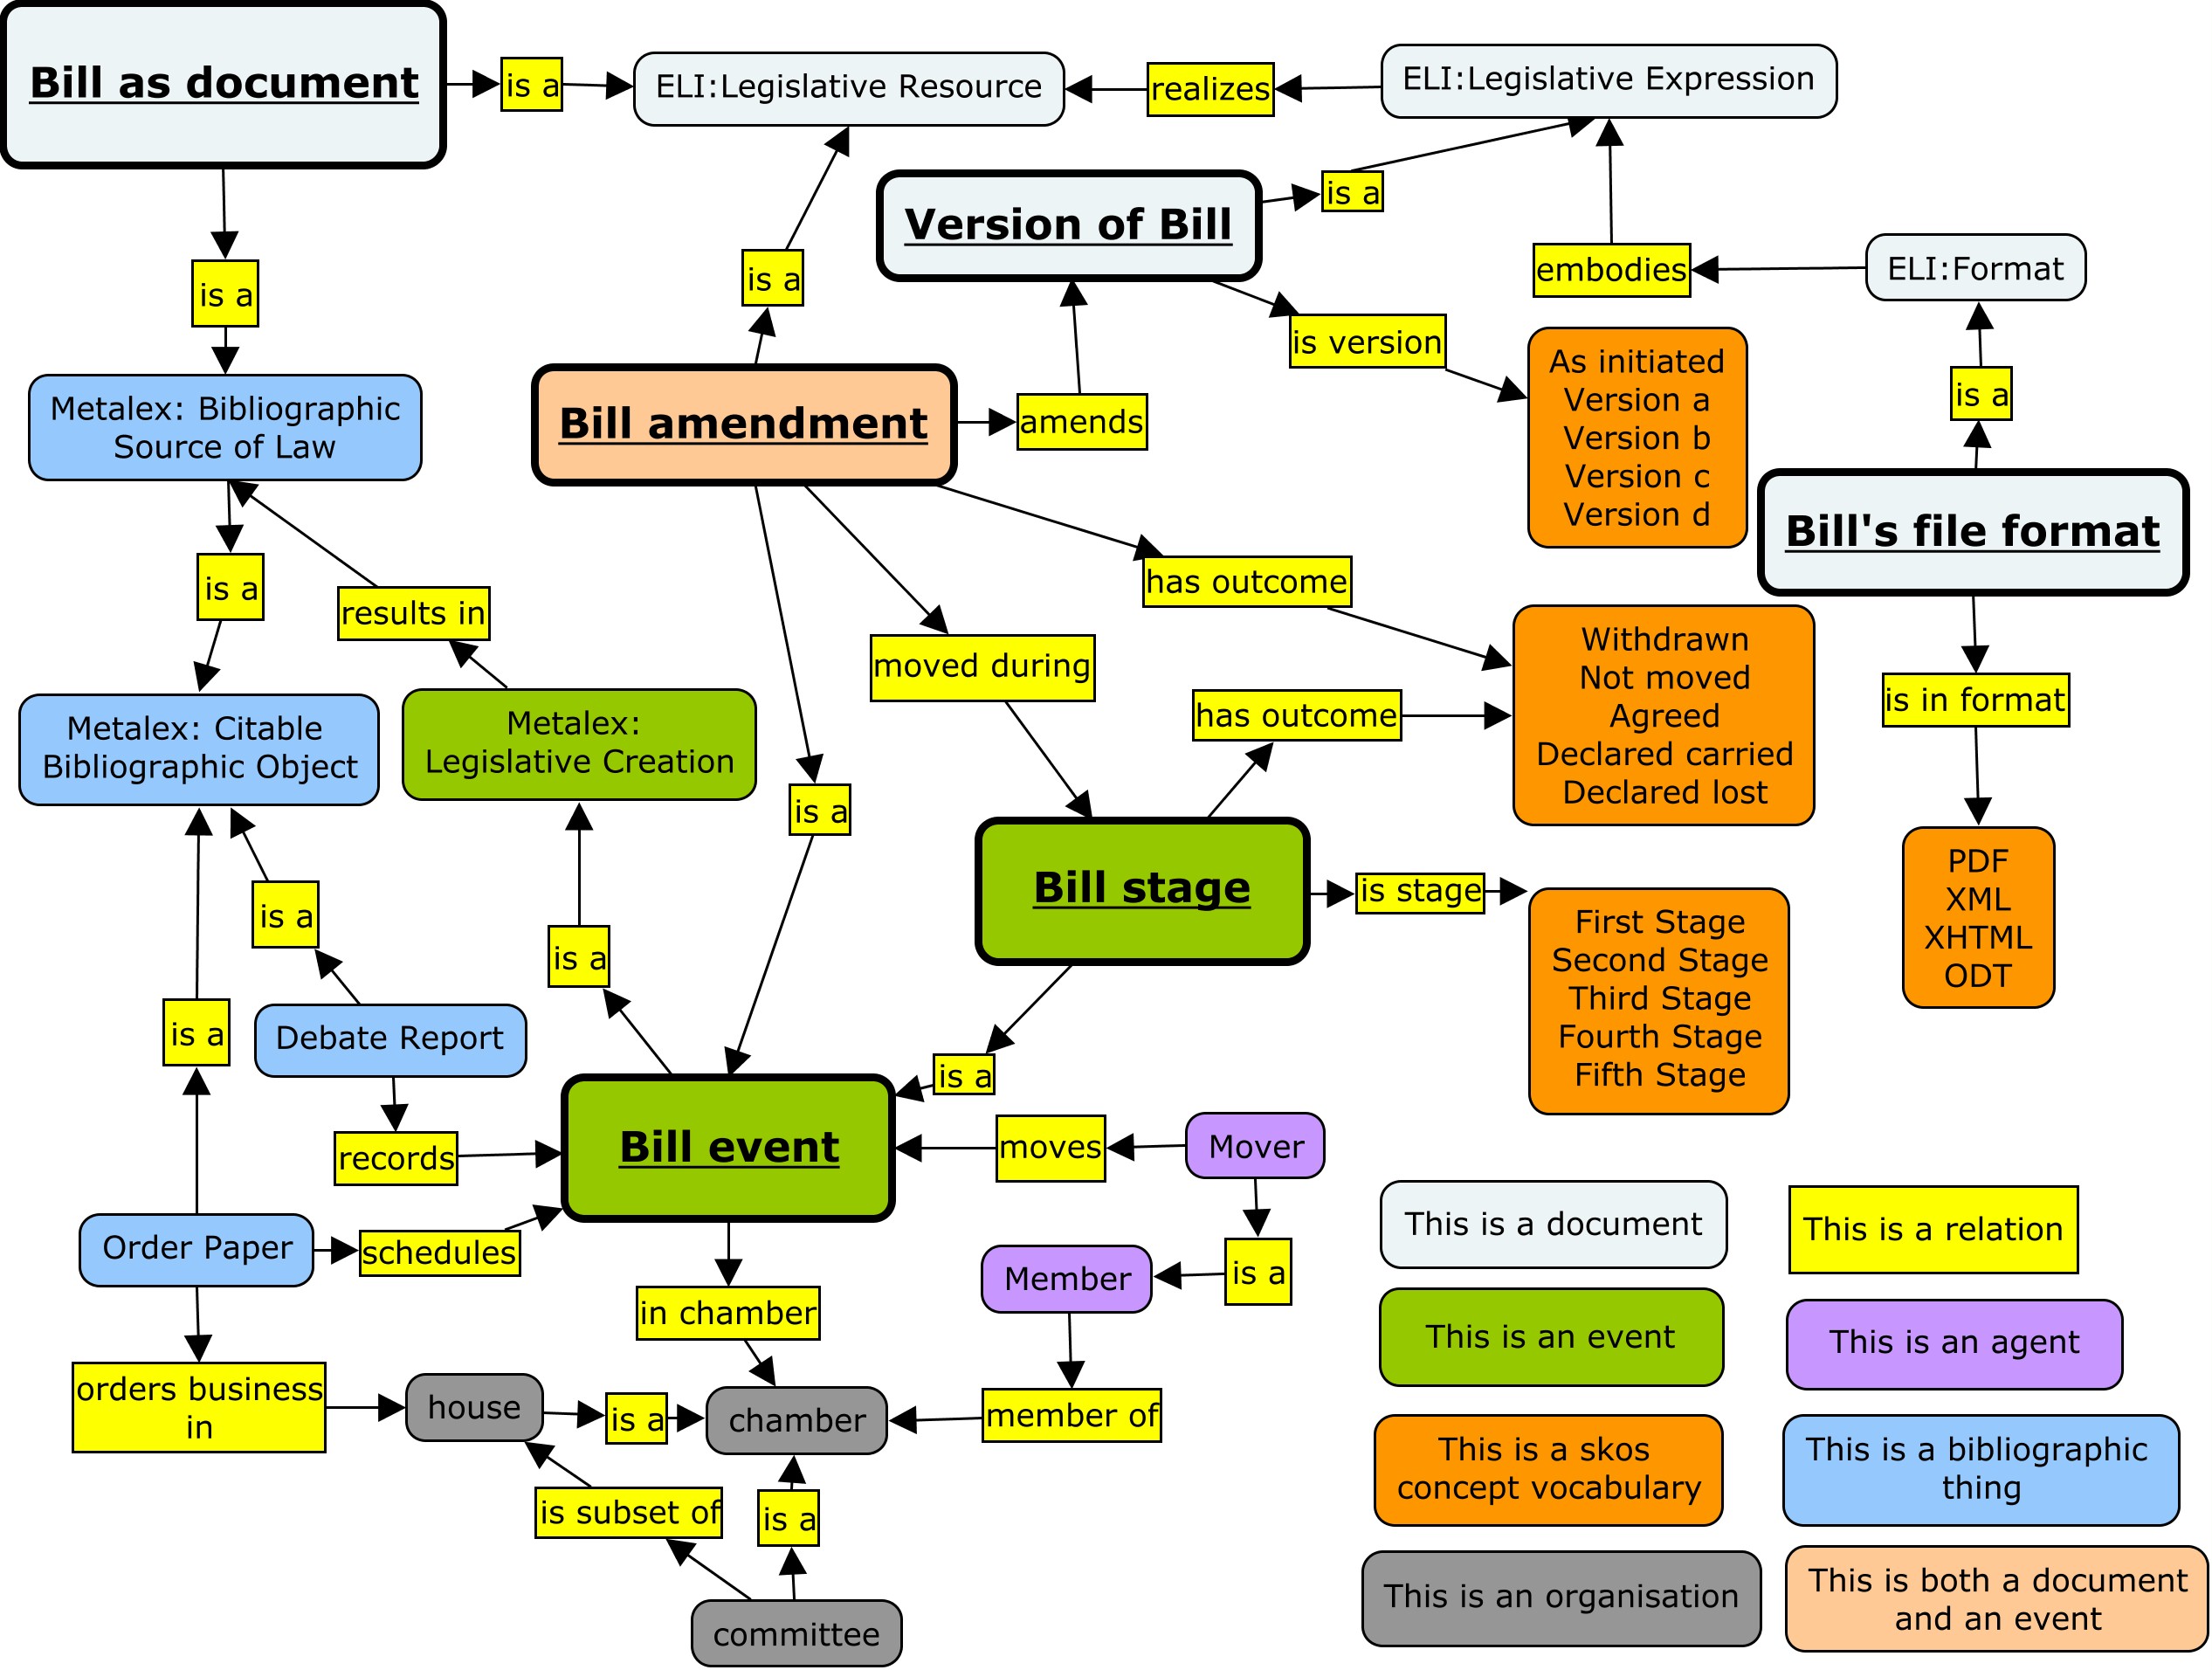 Bill as document
is a
ELI:Legislative Resource
realizes
ELI:Legislative Expression
is a
Version of Bill
is a
is a
embodies
ELI:Format
is version
As initiated
Version a
Version b
Version c
Version d
is a
Metalex: Bibliographic
Source of Law
Bill amendment
amends
Bill's file format
is a
results in
has outcome
moved during
Withdrawn
Not moved
Agreed
Declared carried
Declared lost
is in format
Metalex: Citable
Bibliographic Object
Metalex:
Legislative Creation
has outcome
is a
Bill stage
is stage
First Stage
Second Stage
Third Stage
Fourth Stage
Fifth Stage
PDF
XML
XHTML
ODT
is a
is a
is a
Debate Report
is a
records
Bill event
moves
Mover
Order Paper
schedules
in chamber
Member
is a
orders business
in
house
is a
chamber
member of
is subset of
is a
committee
This is a document
This is a relation
This is an event
This is an agent
This is a skos
concept vocabulary
This is a bibliographic
thing
This is an organisation
This is both a document
and an event